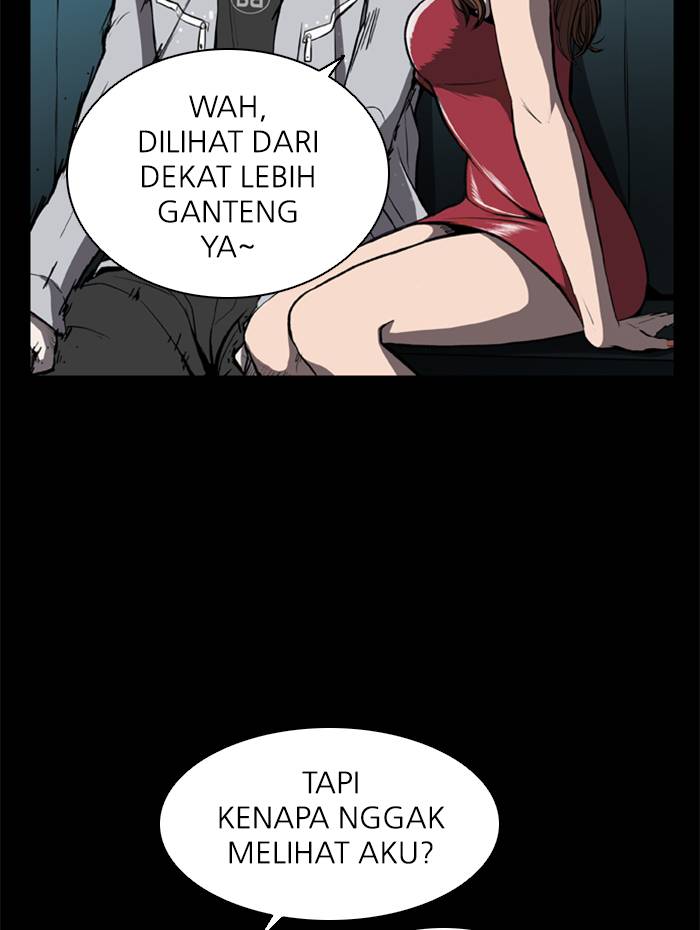 WAH,
DILIHAT DARI
DEKAT LEBIH
GANTENG
YA~
TAPI
KENAPA NGGAK
MELIHAT AKU?